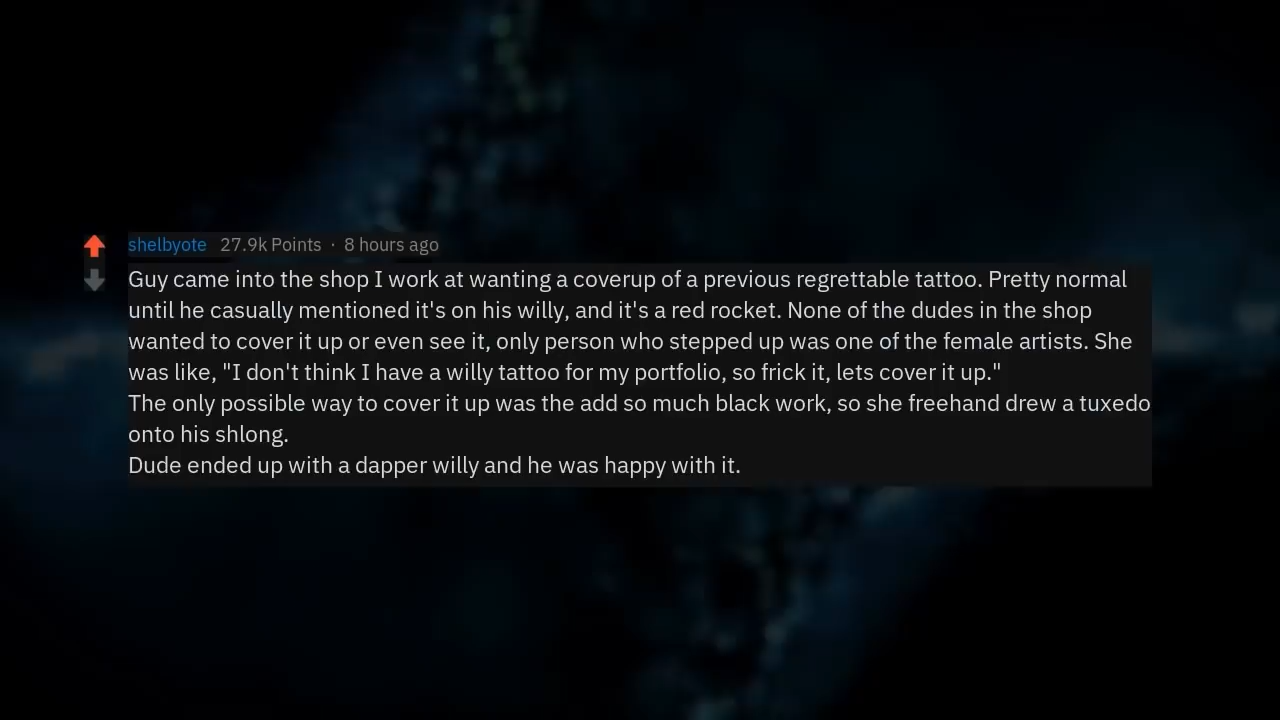 shelbyote 27.9k Points · 8 hours ago
Guy came into the shop I work at wanting a coverup of a previous regrettable tattoo. Pretty normal
until he casually mentioned it's on his willy, and it's a red rocket. None of the dudes in the shop
wanted to cover it up or even see it, only person who stepped up was one of the female artists. She
was like, "I don't think I have a willy tattoo for my portfolio, so frick it, lets cover it up."
The only possible way to cover it up was the add so much black work, so she freehand drew a tuxedo
onto his shlong.
Dude ended up with a dapper willy and he was happy with it.